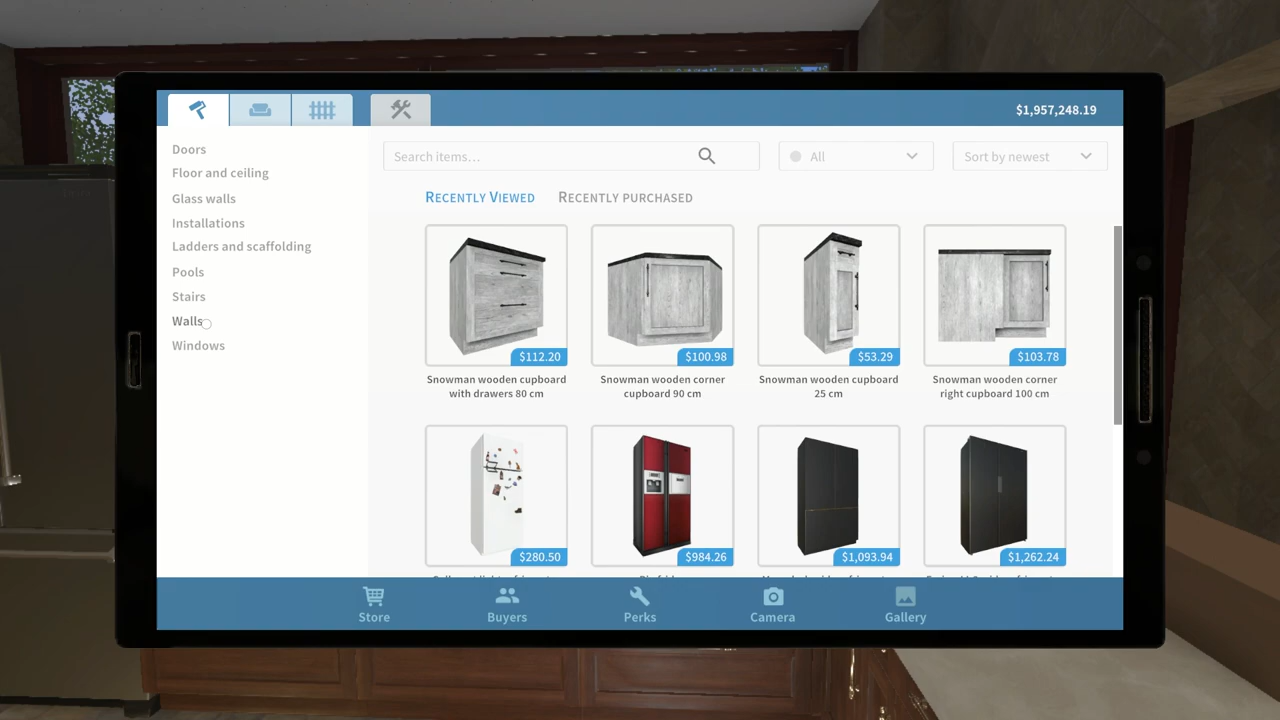 $1,957,248.19
Doors
Floor and ceiling
Glass walls
Installations
Ladders and scaffolding
Pools
Stairs
Walls
Windows
Search items...
All
Sort by newest
RECENTLY VIEWED
RECENTLY PURCHASED
$112.20
$100.98
$53.29
$103.78
Snowman wooden cupboard
with drawers 80 cm
Snowman wooden corner
cupboard 90 cm
Snowman wooden cupboard
25 cm
Snowman wooden corner
right cupboard 100 cm
$280.50
$984.26
$1,093.94
$1,262.24
Store
Buyers
Perks
Camera
Gallery